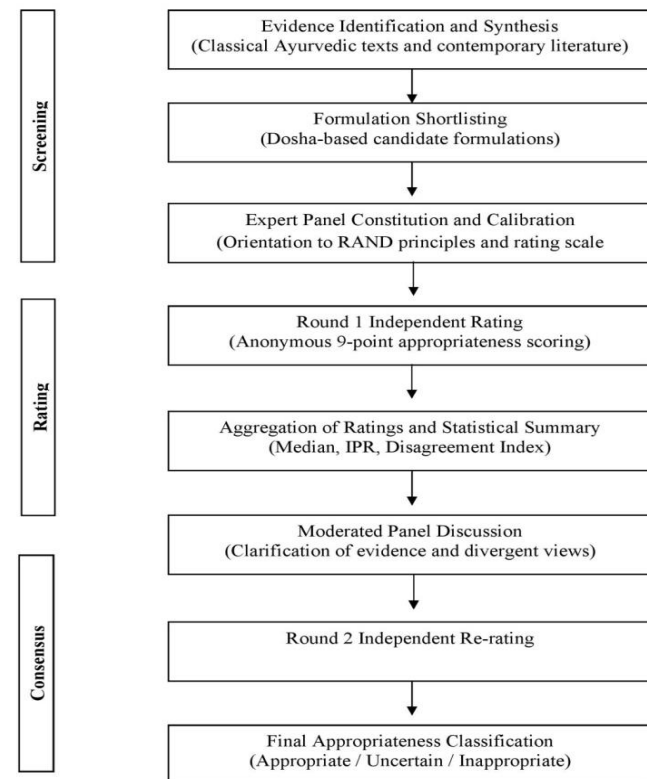 Screening
Evidence Identification and Synthesis
(Classical Ayurvedic texts and contemporary literature)
Formulation Shortlisting
(Dosha-based candidate formulations)
Expert Panel Constitution and Calibration
(Orientation to RAND principles and rating scale
Rating
Round 1 Independent Rating
(Anonymous 9-point appropriateness scoring)
Aggregation of Ratings and Statistical Summary
(Median, IPR, Disagreement Index)
Moderated Panel Discussion
(Clarification of evidence and divergent views)
Consensus
Round 2 Independent Re-rating
Final Appropriateness Classification
(Appropriate / Uncertain / Inappropriate)